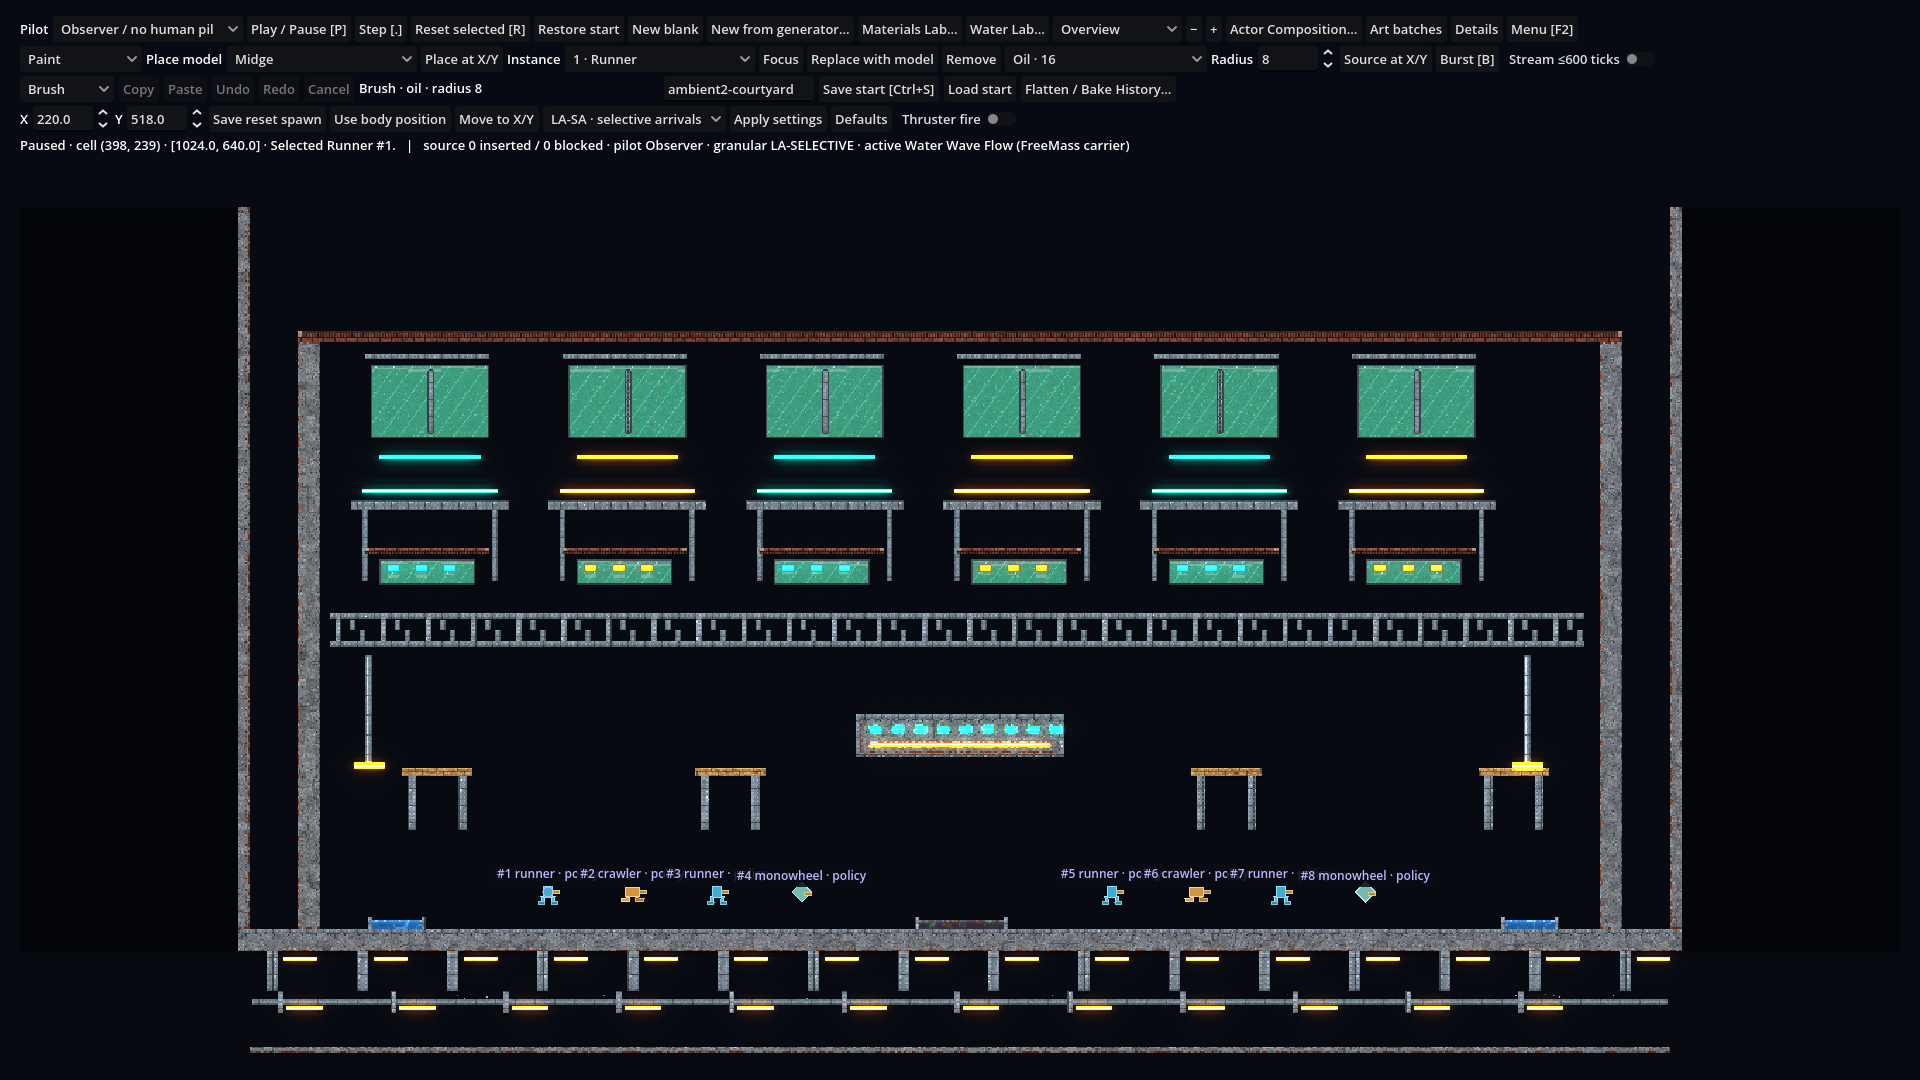 Pilot Observer / no human pil Play / Pause [P] Step [.] Reset selected [R] Restore start New blank New from generator... Materials Lab... Water Lab... Overview − + Actor Composition... Art batches Details Menu [F2]
Paint Place model Midge Place at X/Y Instance 1 · Runner Focus Replace with model Remove Oil · 16 Radius 8 Source at X/Y Burst [B] Stream ≤600 ticks
Brush Copy Paste Undo Redo Cancel Brush · oil · radius 8 ambient2-courtyard Save start [Ctrl+S] Load start Flatten / Bake History...
X 220.0 Y 518.0 Save reset spawn Use body position Move to X/Y LA-SA · selective arrivals Apply settings Defaults Thruster fire
Paused · cell (398, 239) · [1024.0, 640.0] · Selected Runner #1. | source 0 inserted / 0 blocked · pilot Observer · granular LA-SELECTIVE · active Water Wave Flow (FreeMass carrier)
#1 runner · pc #2 crawler · pc #3 runner · #4 monowheel · policy #5 runner · pc #6 crawler · pc #7 runner · #8 monowheel · policy